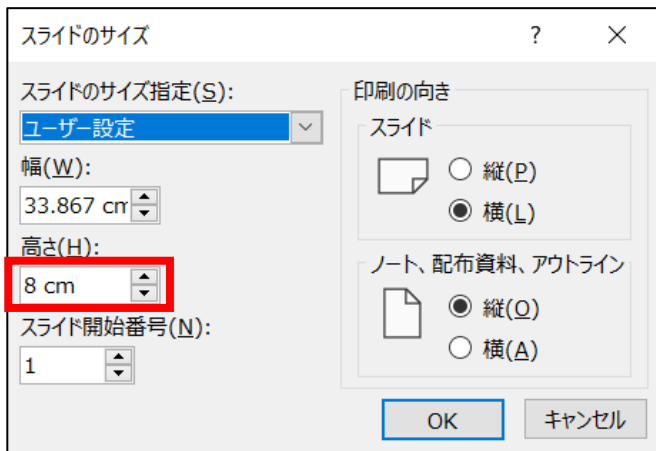 スライドのサイズ
スライドのサイズ指定(S):
ユーザー設定
幅(W):
33.867 cm
高さ(H):
8 cm
スライド開始番号(N):
1
印刷の向き
スライド
縦(P)
横(L)
ノート、配布資料、アウトライン
縦(O)
横(A)
OK
キャンセル